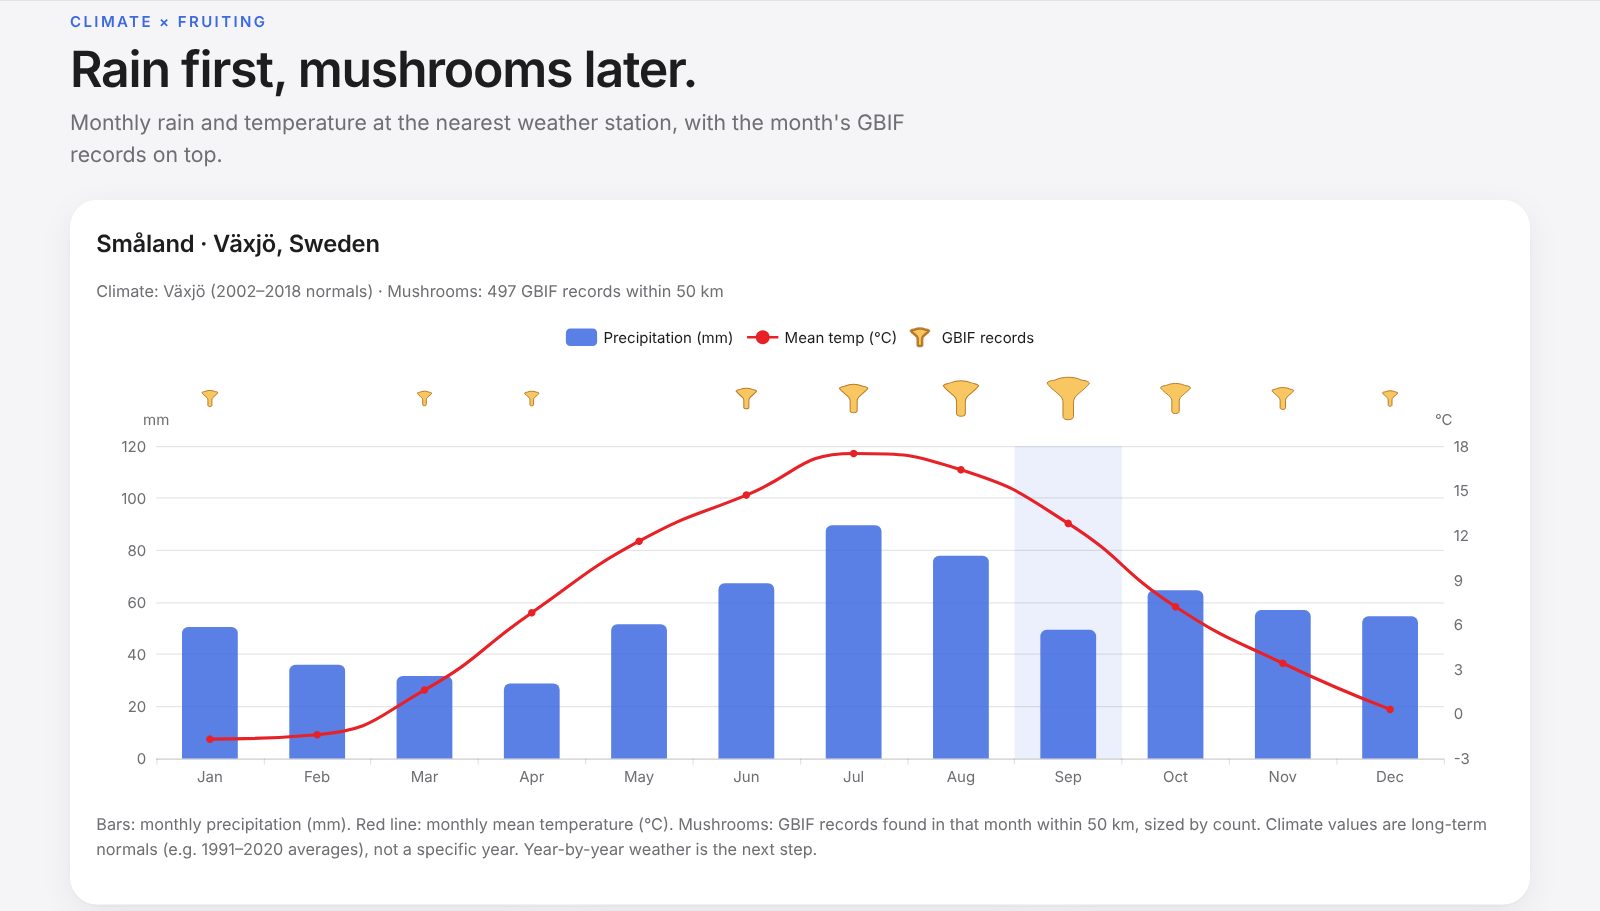 CLIMATE × FRUITING
Rain first, mushrooms later.
Monthly rain and temperature at the nearest weather station, with the month's GBIF
records on top.
Småland · Växjö, Sweden
Climate: Växjö (2002–2018 normals) · Mushrooms: 497 GBIF records within 50 km
Precipitation (mm) Mean temp (°C) GBIF records
mm °C
120 18
100 15
80 12
60 9
40 6
20 3
0 0
-3
Jan Feb Mar Apr May Jun Jul Aug Sep Oct Nov Dec
Bars: monthly precipitation (mm). Red line: monthly mean temperature (°C). Mushrooms: GBIF records found in that month within 50 km, sized by count. Climate values are long-term
normals (e.g. 1991–2020 averages), not a specific year. Year-by-year weather is the next step.